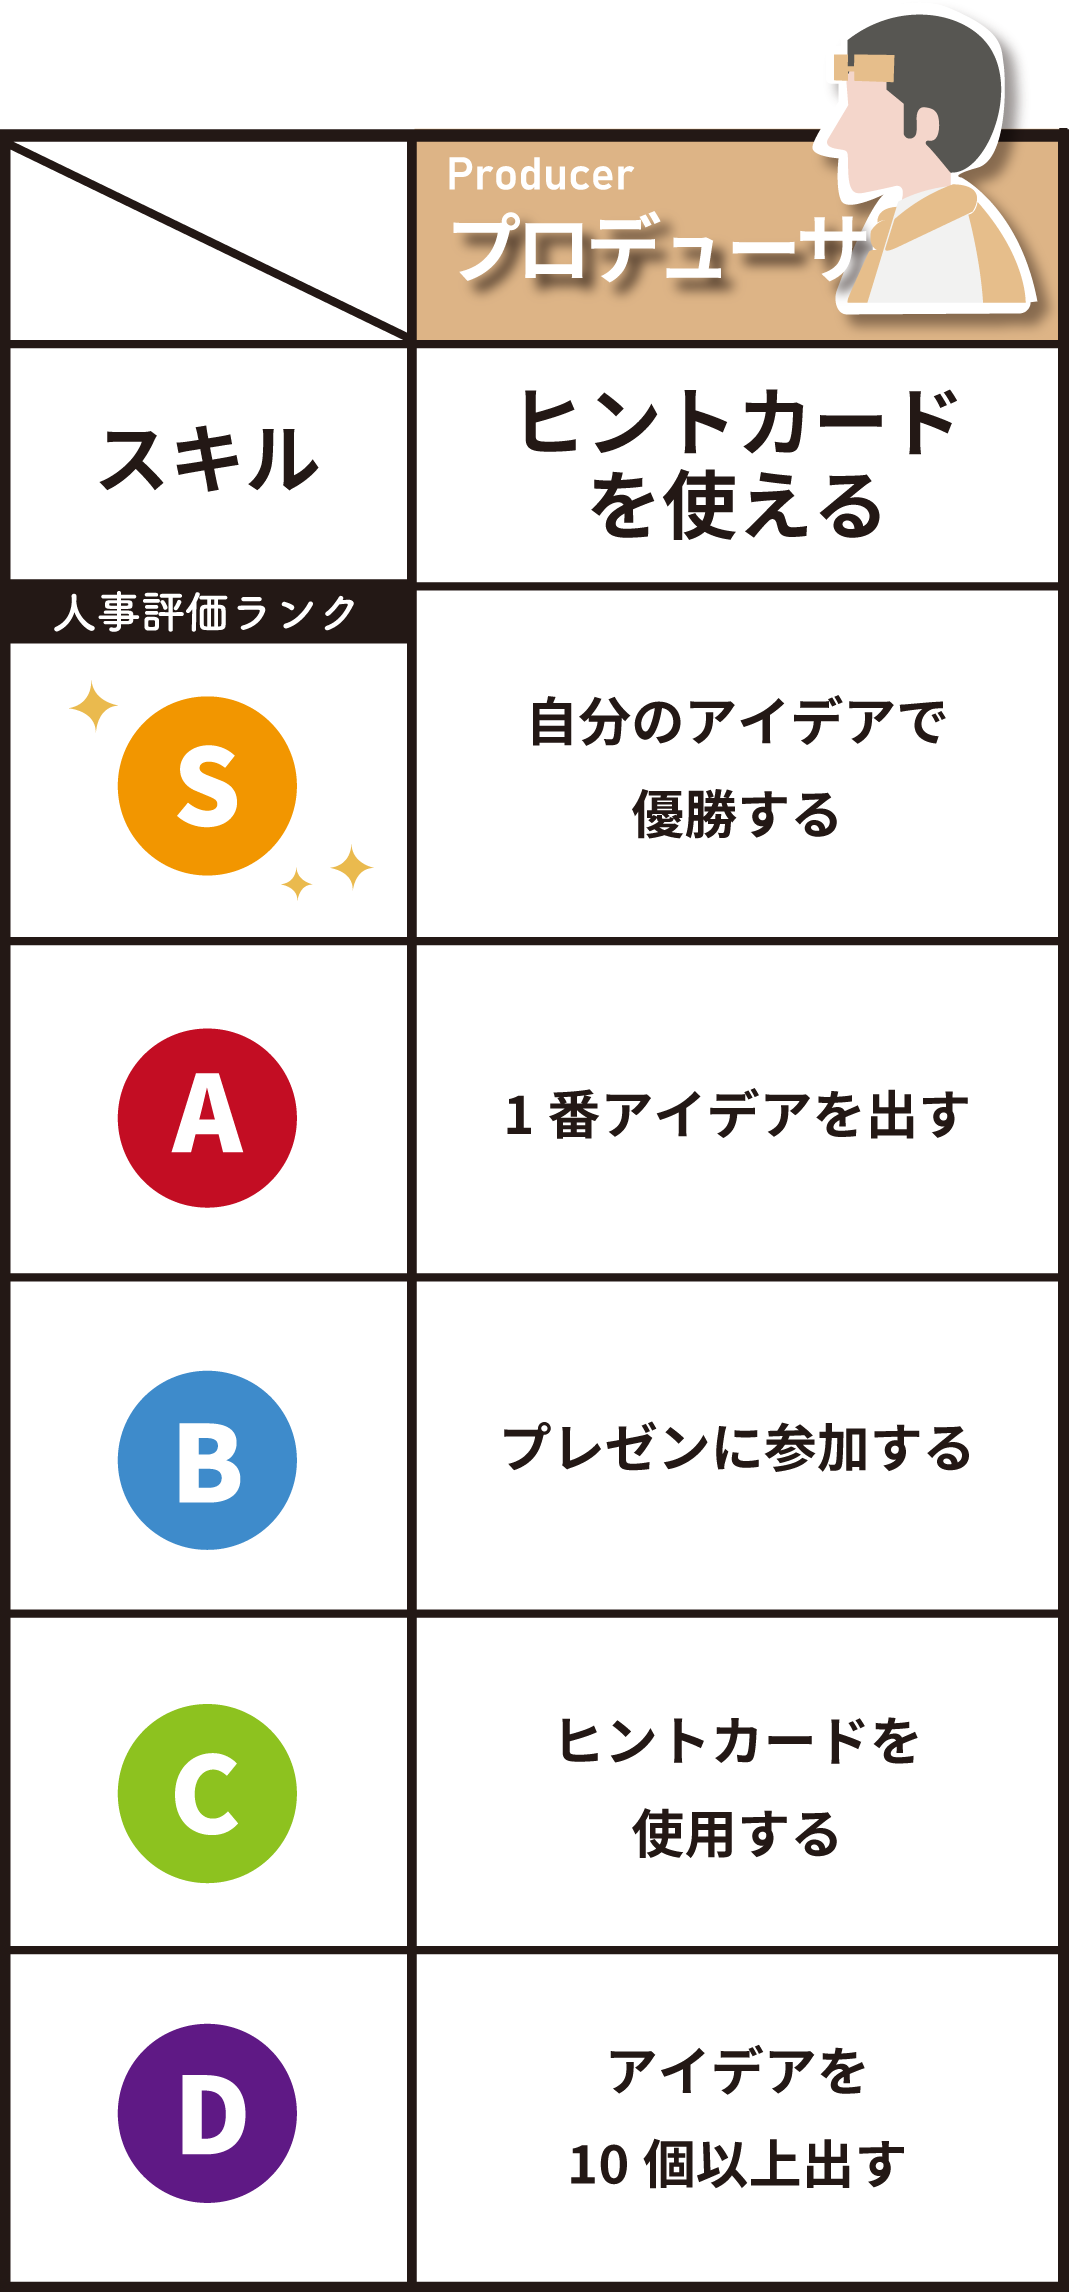 Producer
プロデューサ
スキル
ヒントカード
を使える
人事評価ランク
S
自分のアイデアで
優勝する
A
1番アイデアを出す
B
プレゼンに参加する
C
ヒントカードを
使用する
D
アイデアを
10個以上出す